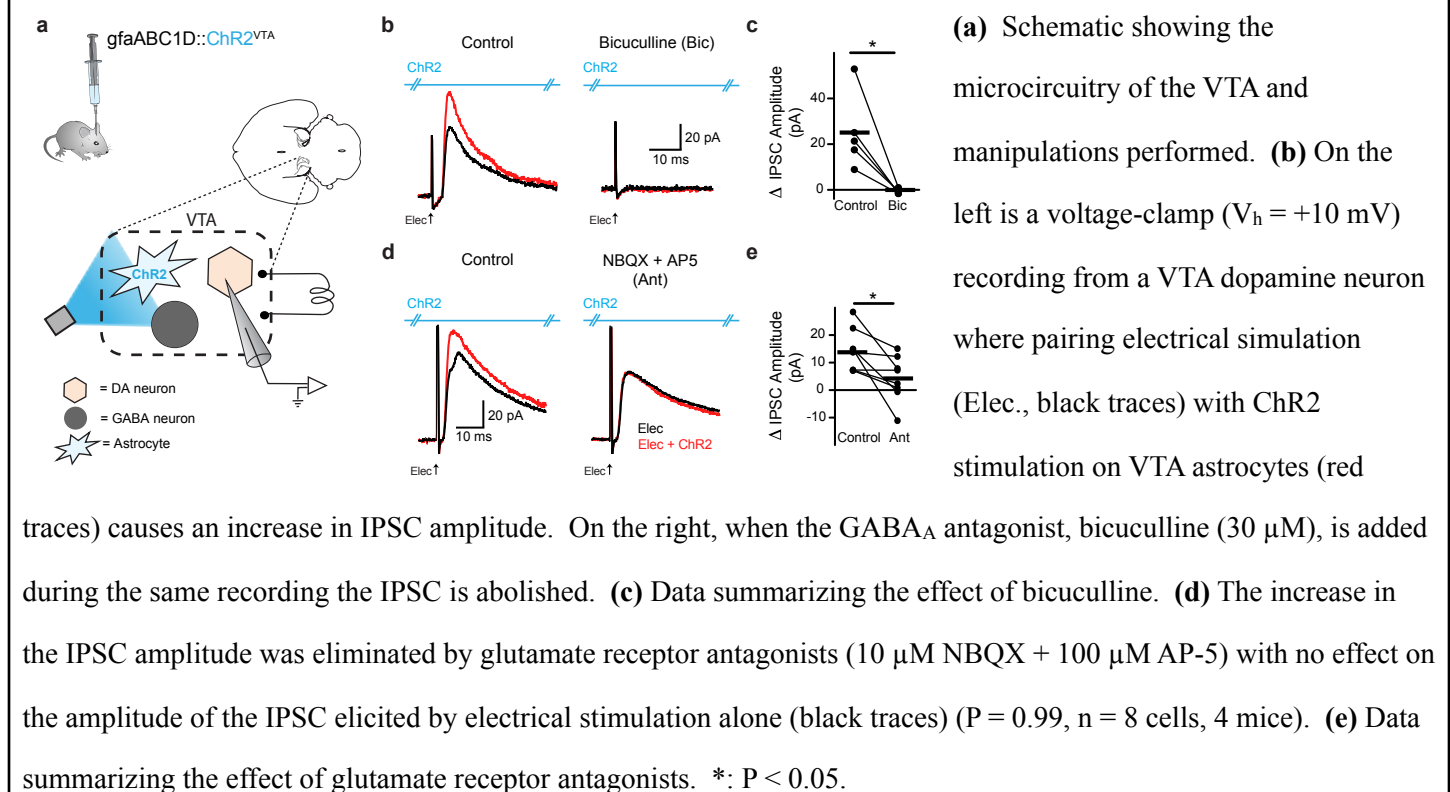 a
gfaABC1D::ChR2VTA
VTA
ChR2
= DA neuron
= GABA neuron
= Astrocyte
b
Control
Bicuculline (Bic)
ChR2
ChR2
20 pA
10 ms
Elec↑
Elec↑
c
*
Δ IPSC Amplitude
(pA)
40
20
0
Control Bic
d
Control
NBQX + AP5
(Ant)
ChR2
ChR2
20 pA
10 ms
Elec
Elec + ChR2
Elec↑
Elec↑
e
*
Δ IPSC Amplitude
(pA)
20
10
0
-10
Control Ant
(a) Schematic showing the
microcircuitry of the VTA and
manipulations performed. (b) On the
left is a voltage-clamp (Vh = +10 mV)
recording from a VTA dopamine neuron
where pairing electrical simulation
(Elec., black traces) with ChR2
stimulation on VTA astrocytes (red
traces) causes an increase in IPSC amplitude. On the right, when the GABAA antagonist, bicuculline (30 µM), is added
during the same recording the IPSC is abolished. (c) Data summarizing the effect of bicuculline. (d) The increase in
the IPSC amplitude was eliminated by glutamate receptor antagonists (10 µM NBQX + 100 µM AP-5) with no effect on
the amplitude of the IPSC elicited by electrical stimulation alone (black traces) (P = 0.99, n = 8 cells, 4 mice). (e) Data
summarizing the effect of glutamate receptor antagonists. *: P < 0.05.